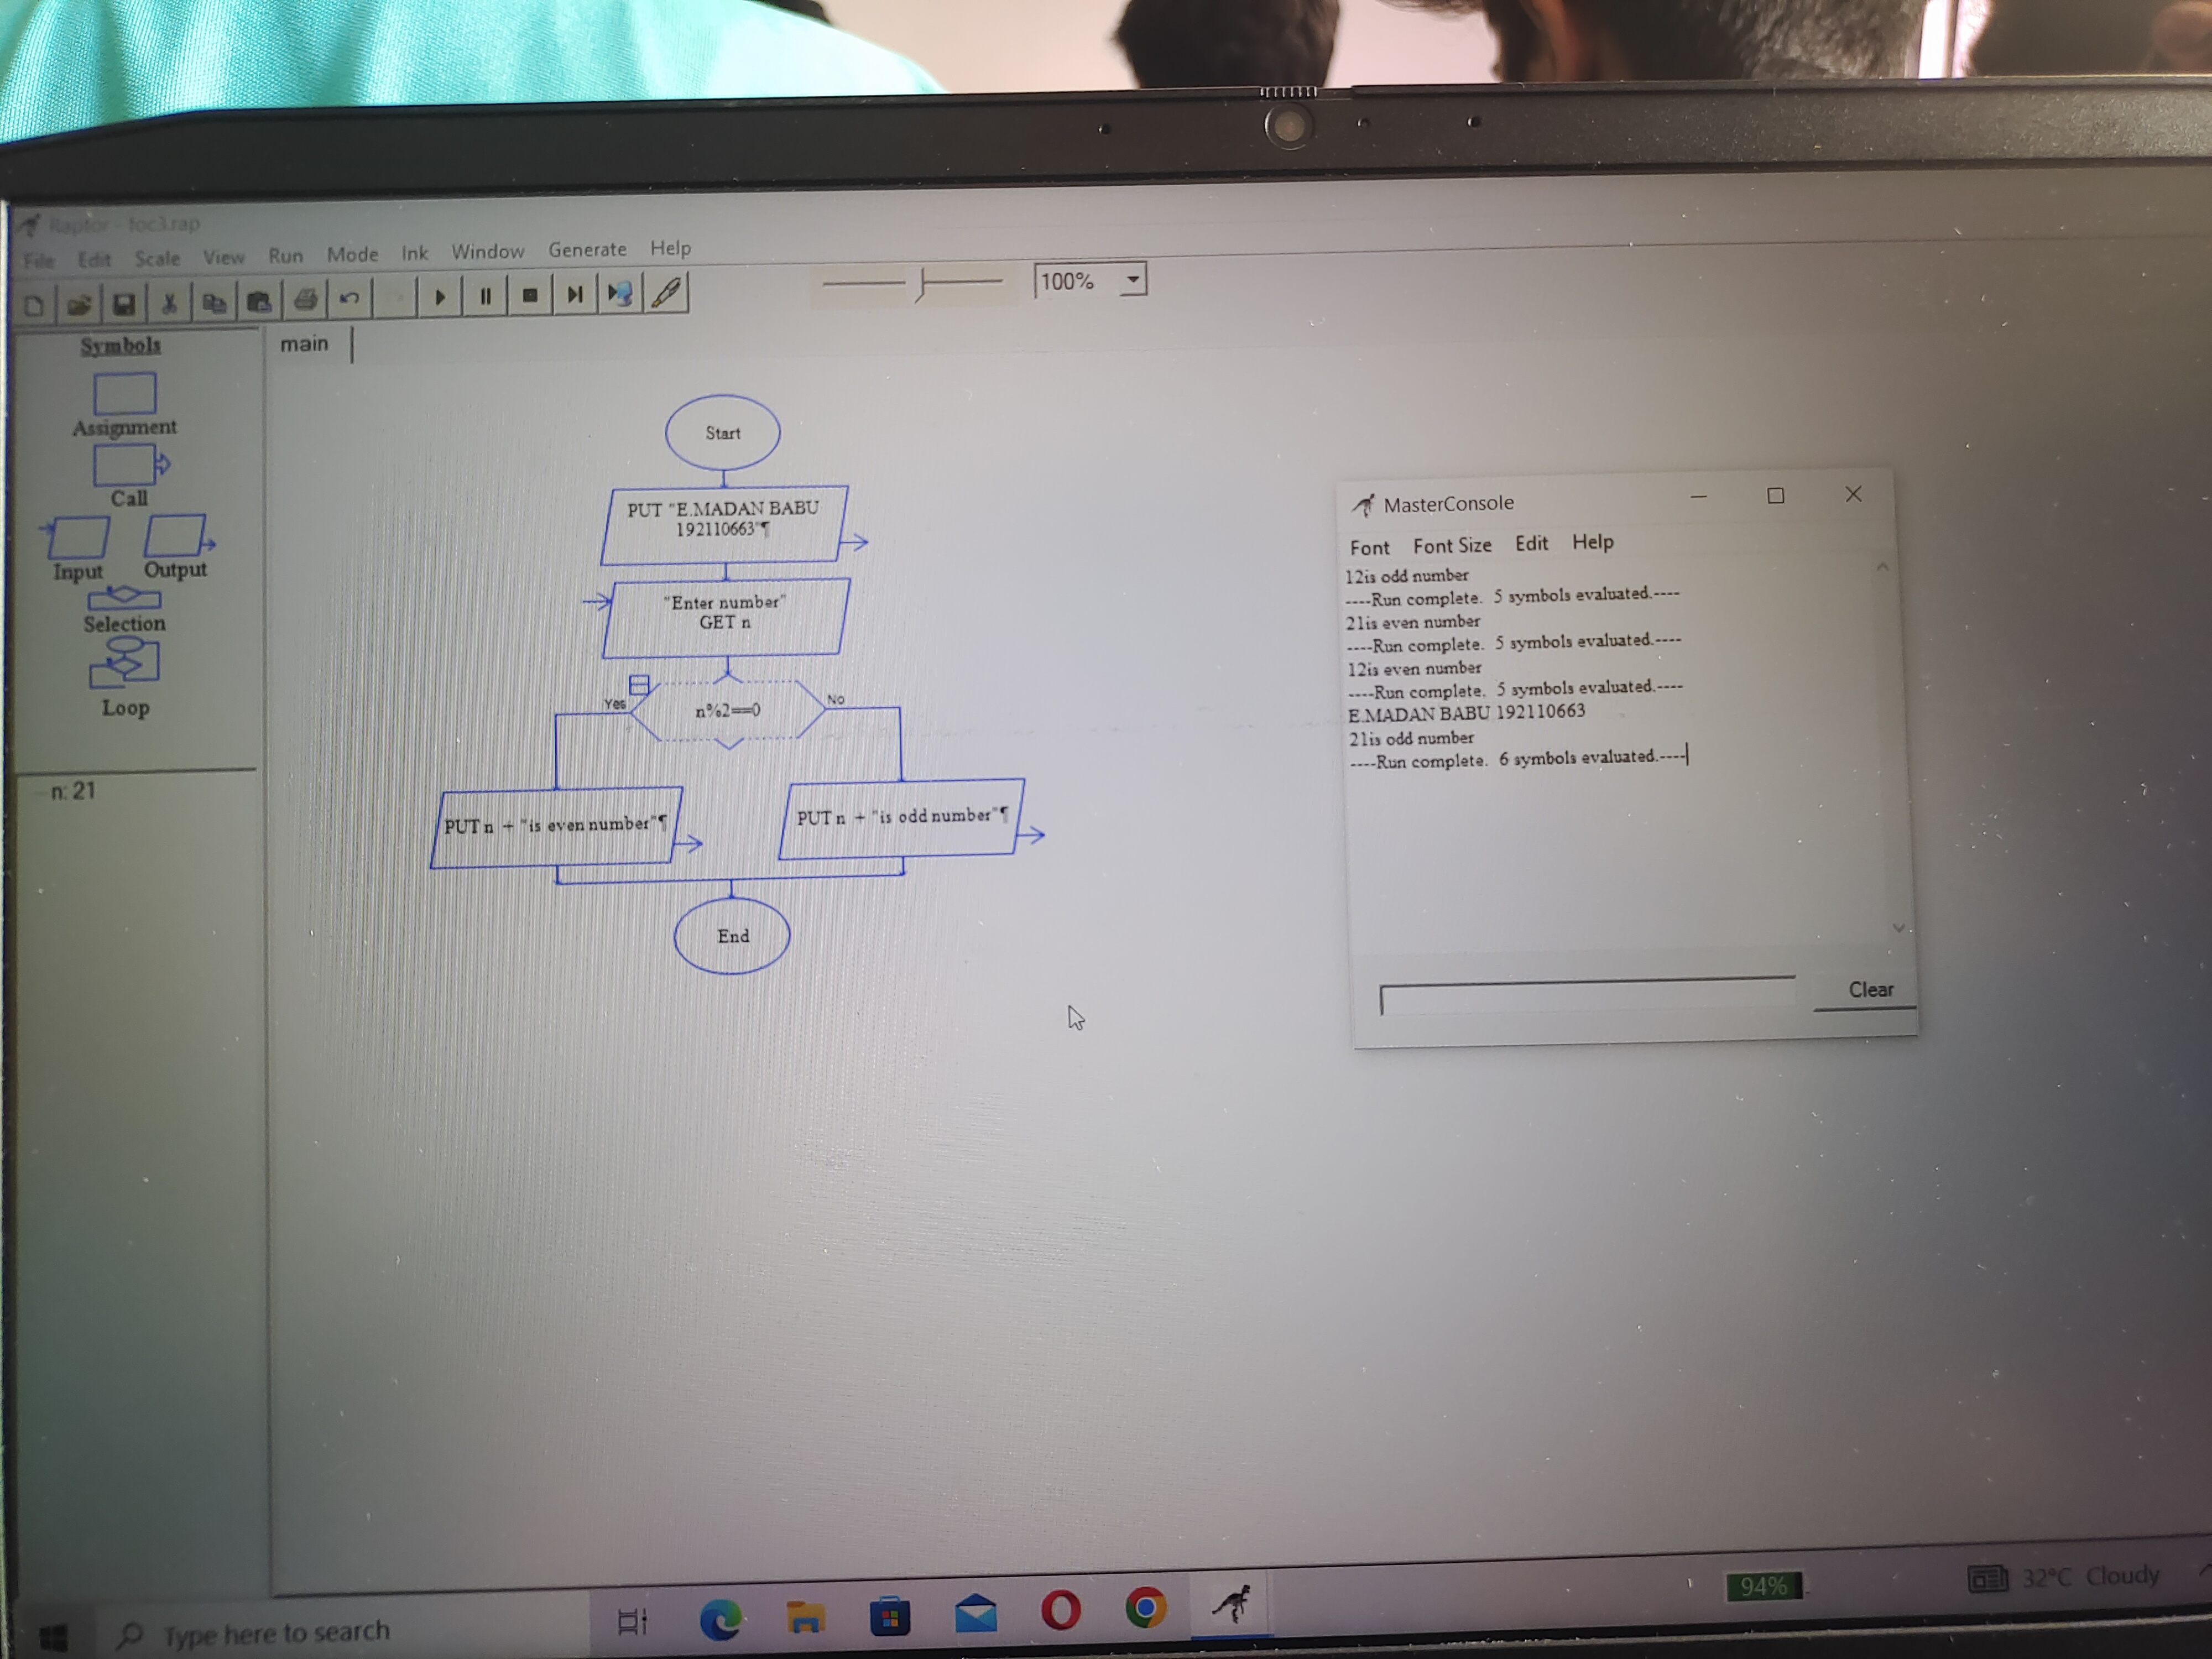 Raptor - toc3.rap
File Edit Scale View Run Mode Ink Window Generate Help
100%
Symbols
Assignment
Call
Input Output
Selection
Loop
n: 21
main
Start
PUT "E.MADAN BABU
192110663"¶
"Enter number"
GET n
Yes
n%2==0
No
PUT n + "is even number"¶
PUT n + "is odd number"¶
End
MasterConsole
Font Font Size Edit Help
12is odd number
----Run complete. 5 symbols evaluated.----
21is even number
----Run complete. 5 symbols evaluated.----
12is even number
----Run complete. 5 symbols evaluated.----
E.MADAN BABU 192110663
21is odd number
----Run complete. 6 symbols evaluated.----
Clear
Type here to search
94%
32°C Cloudy